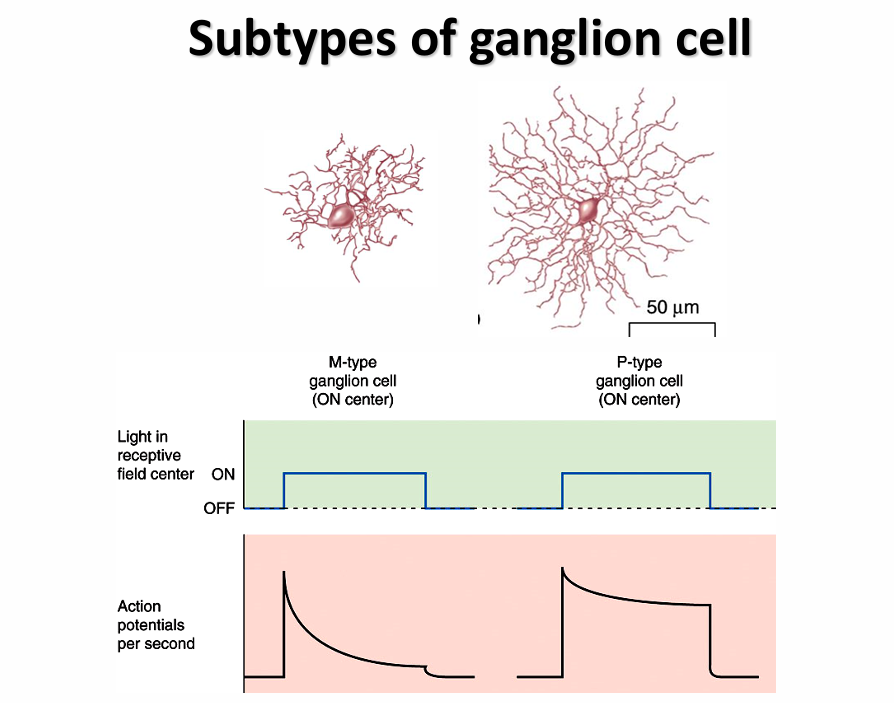 Subtypes of ganglion cell
50 μm
M-type
ganglion cell
(ON center)
P-type
ganglion cell
(ON center)
Light in
receptive
field center
ON
OFF
Action
potentials
per second